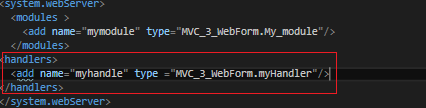 <system.webServer>
<modules >
<add name="mymodule" type="MVC_3_WebForm.My_module"/>
</modules>
<handlers>
<add name="myhandle" type ="MVC_3_WebForm.myHandler"/>
</handlers>
</system.webServer>